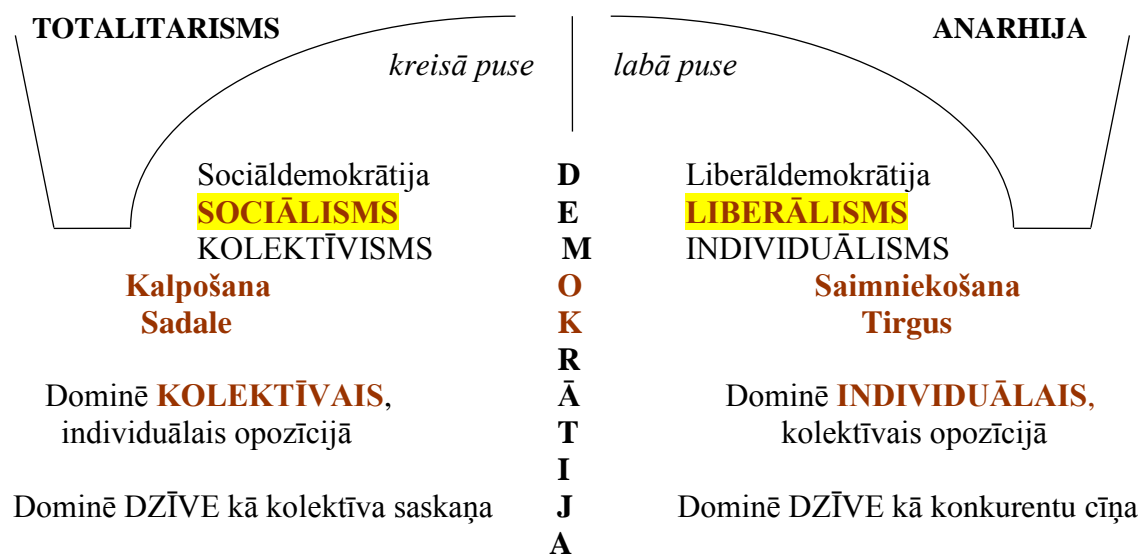 TOTALITARISMS ANARHIJA
kreisā puse labā puse
Sociāldemokrātija D Liberāldemokrātija
SOCIĀLISMS E LIBERĀLISMS
KOLEKTĪVISMS M INDIVIDUĀLISMS
Kalpošana O Saimniekošana
Sadale K Tirgus
R
Dominē KOLEKTĪVAIS, Ā Dominē INDIVIDUĀLAIS,
individuālais opozīcijā T kolektīvais opozīcijā
I
Dominē DZĪVE kā kolektīva saskaņa J Dominē DZĪVE kā konkurentu cīņa
A